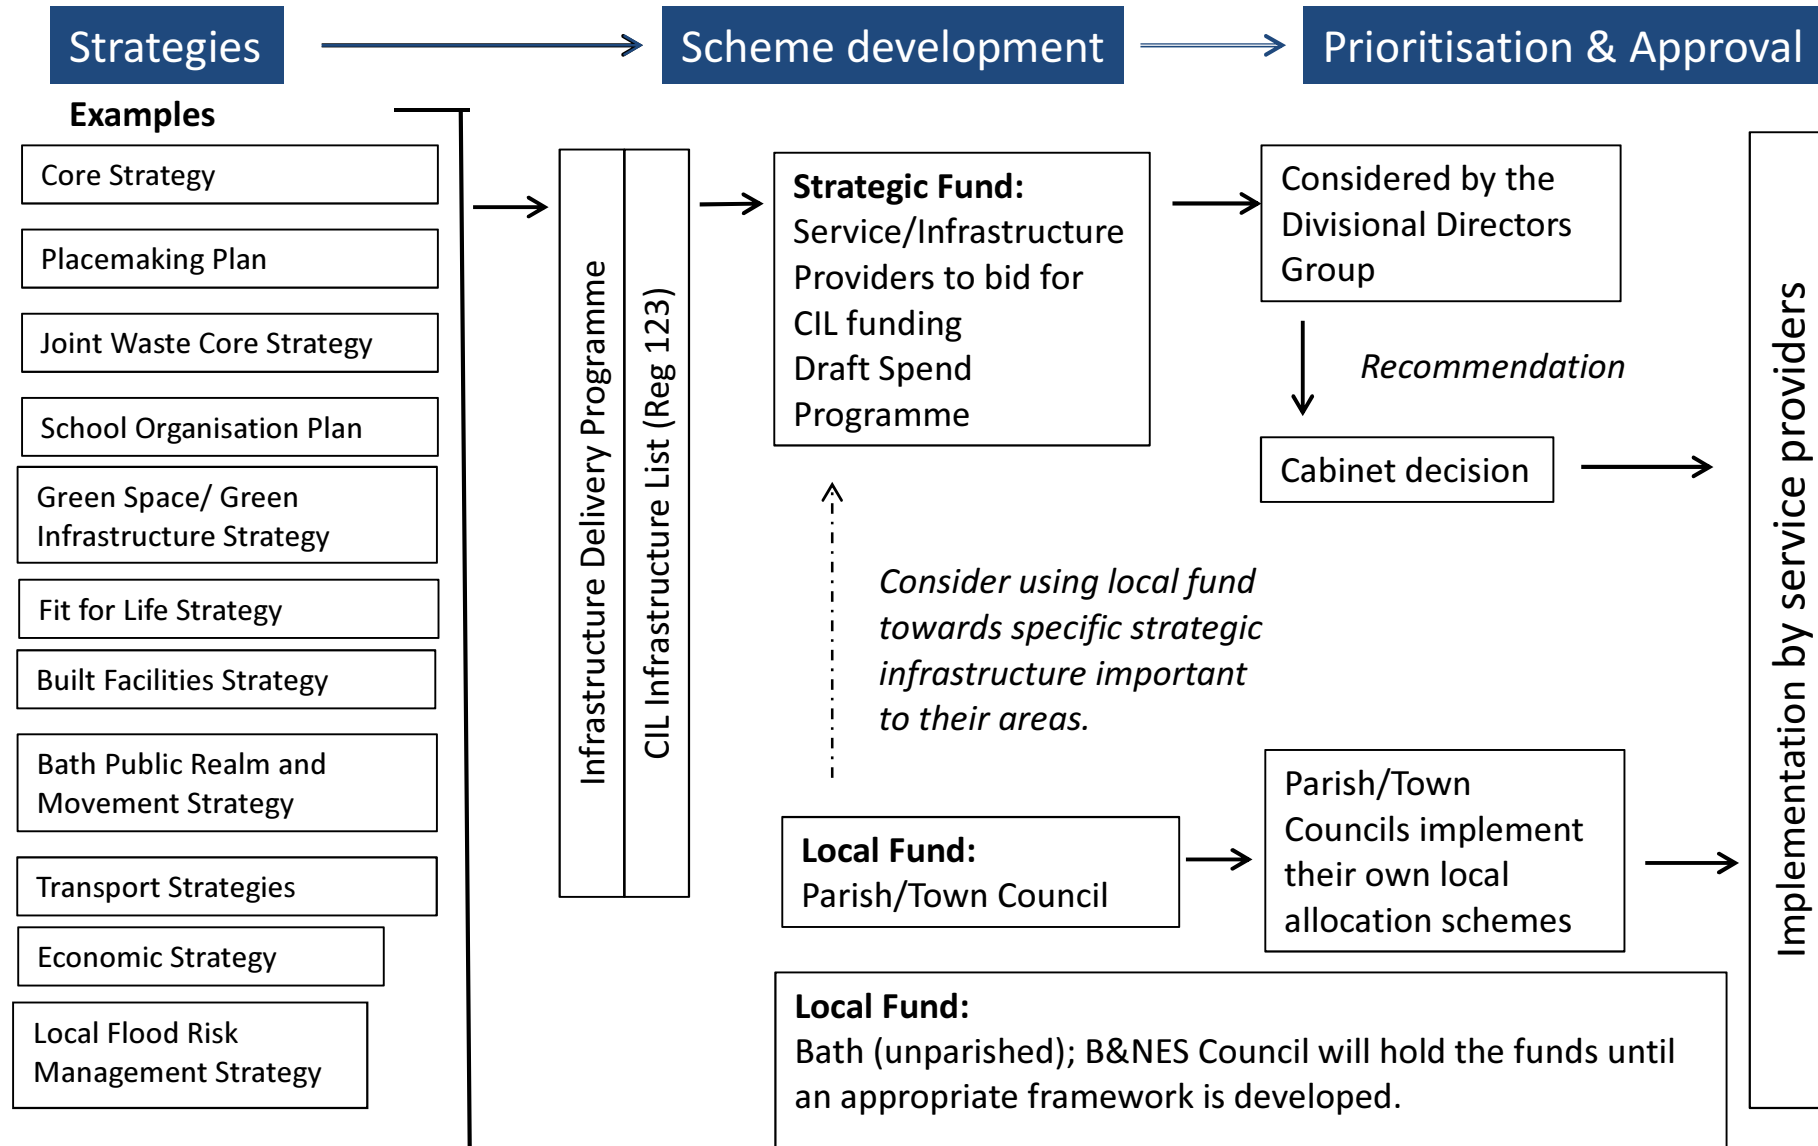 Strategies
Scheme development
Prioritisation & Approval
Examples
Core Strategy
Placemaking Plan
Joint Waste Core Strategy
School Organisation Plan
Green Space/ Green
Infrastructure Strategy
Fit for Life Strategy
Built Facilities Strategy
Bath Public Realm and
Movement Strategy
Transport Strategies
Economic Strategy
Local Flood Risk
Management Strategy
Infrastructure Delivery Programme
CIL Infrastructure List (Reg 123)
Strategic Fund:
Service/Infrastructure
Providers to bid for
CIL funding
Draft Spend
Programme
Considered by the
Divisional Directors
Group
Recommendation
Cabinet decision
Consider using local fund
towards specific strategic
infrastructure important
to their areas.
Local Fund:
Parish/Town Council
Parish/Town
Councils implement
their own local
allocation schemes
Local Fund:
Bath (unparished); B&NES Council will hold the funds until
an appropriate framework is developed.
Implementation by service providers